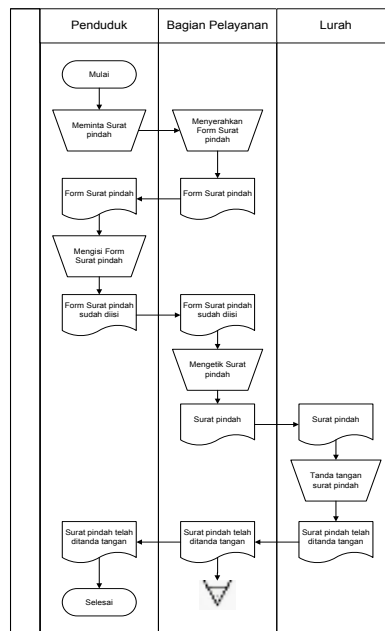 Penduduk
Bagian Pelayanan
Lurah
Mulai
Meminta Surat
pindah
Menyerahkan
Form Surat
pindah
Form Surat pindah
Form Surat pindah
Mengisi Form
Surat pindah
Form Surat pindah
sudah diisi
Form Surat pindah
sudah diisi
Mengetik Surat
pindah
Surat pindah
Surat pindah
Tanda tangan
surat pindah
Surat pindah telah
ditanda tangan
Surat pindah telah
ditanda tangan
Surat pindah telah
ditanda tangan
Selesai